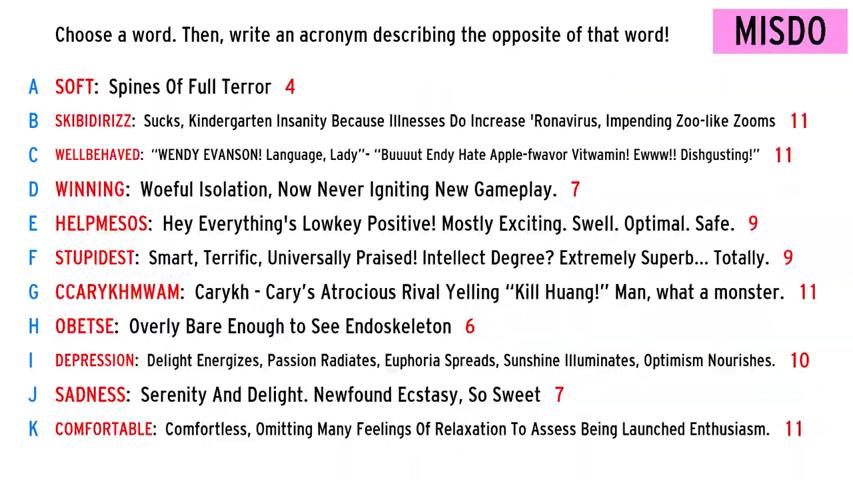 Choose a word. Then, write an acronym describing the opposite of that word!
MISDO
A SOFT: Spines Of Full Terror 4
B SKIBIDIRIZZ: Sucks, Kindergarten Insanity Because Illnesses Do Increase 'Ronavirus, Impending Zoo-like Zooms 11
C WELLBEHAVED: “WENDY EVANSON! Language, Lady”- “Buuuut Endy Hate Apple-fwavor Vitwamin! Ewww!! Dishgusting!” 11
D WINNING: Woeful Isolation, Now Never Igniting New Gameplay. 7
E HELPMESOS: Hey Everything's Lowkey Positive! Mostly Exciting. Swell. Optimal. Safe. 9
F STUPIDEST: Smart, Terrific, Universally Praised! Intellect Degree? Extremely Superb... Totally. 9
G CCARYKHMWAM: Carykh - Cary’s Atrocious Rival Yelling “Kill Huang!” Man, what a monster. 11
H OBETSE: Overly Bare Enough to See Endoskeleton 6
I DEPRESSION: Delight Energizes, Passion Radiates, Euphoria Spreads, Sunshine Illuminates, Optimism Nourishes. 10
J SADNESS: Serenity And Delight. Newfound Ecstasy, So Sweet 7
K COMFORTABLE: Comfortless, Omitting Many Feelings Of Relaxation To Assess Being Launched Enthusiasm. 11